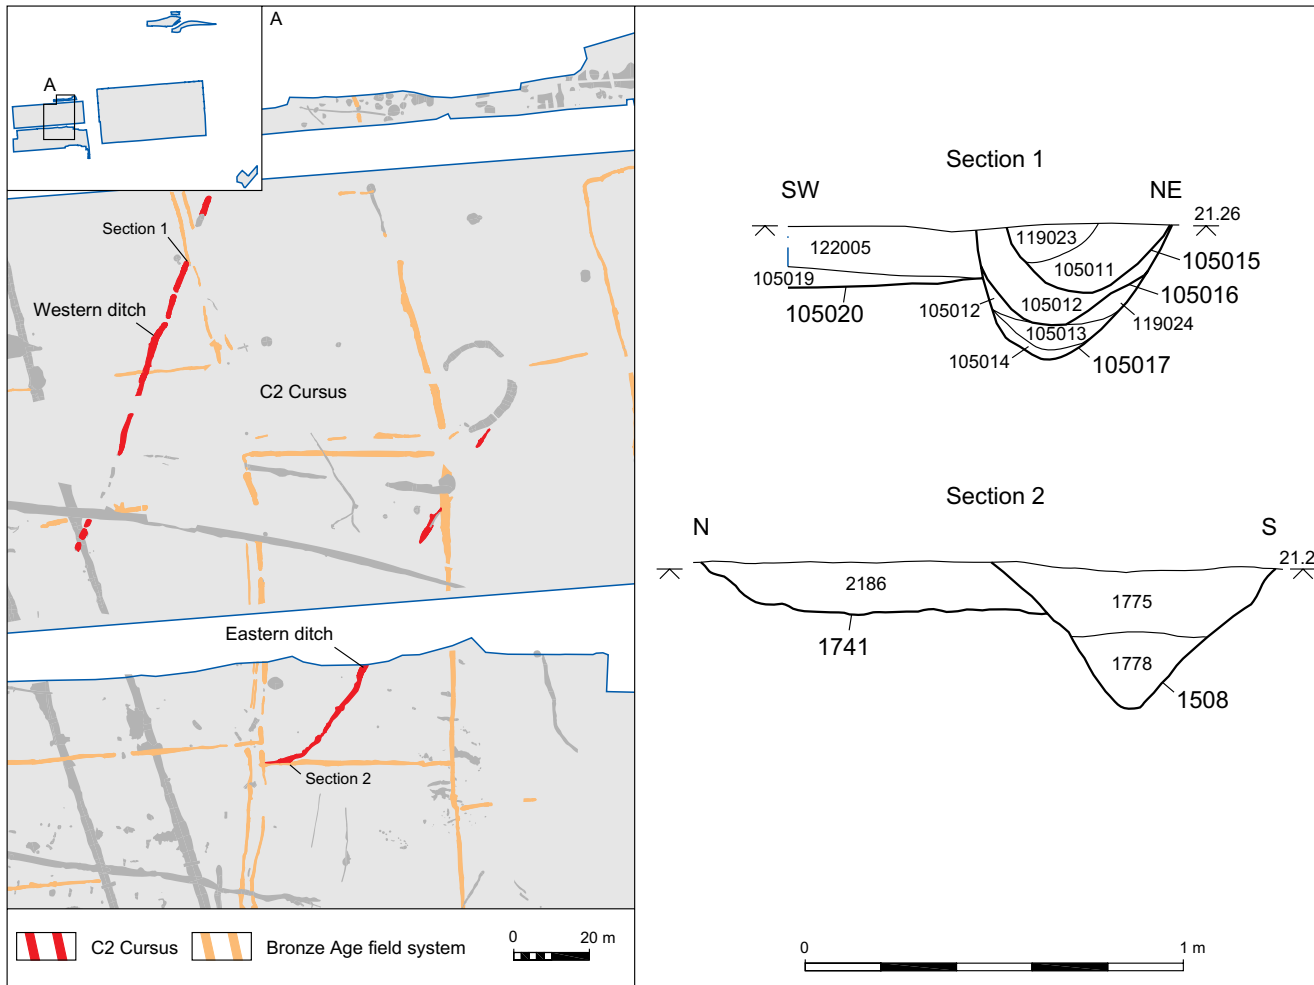 A
A
Section 1
Western ditch
C2 Cursus
Eastern ditch
Section 2
C2 Cursus
Bronze Age field system
0 20 m
Section 1
SW NE
21.26
119023
122005
105011
105015
105019
105016
105020
105012
105012
119024
105013
105014
105017
Section 2
N S
21.2
2186
1775
1741
1778
1508
0 1 m